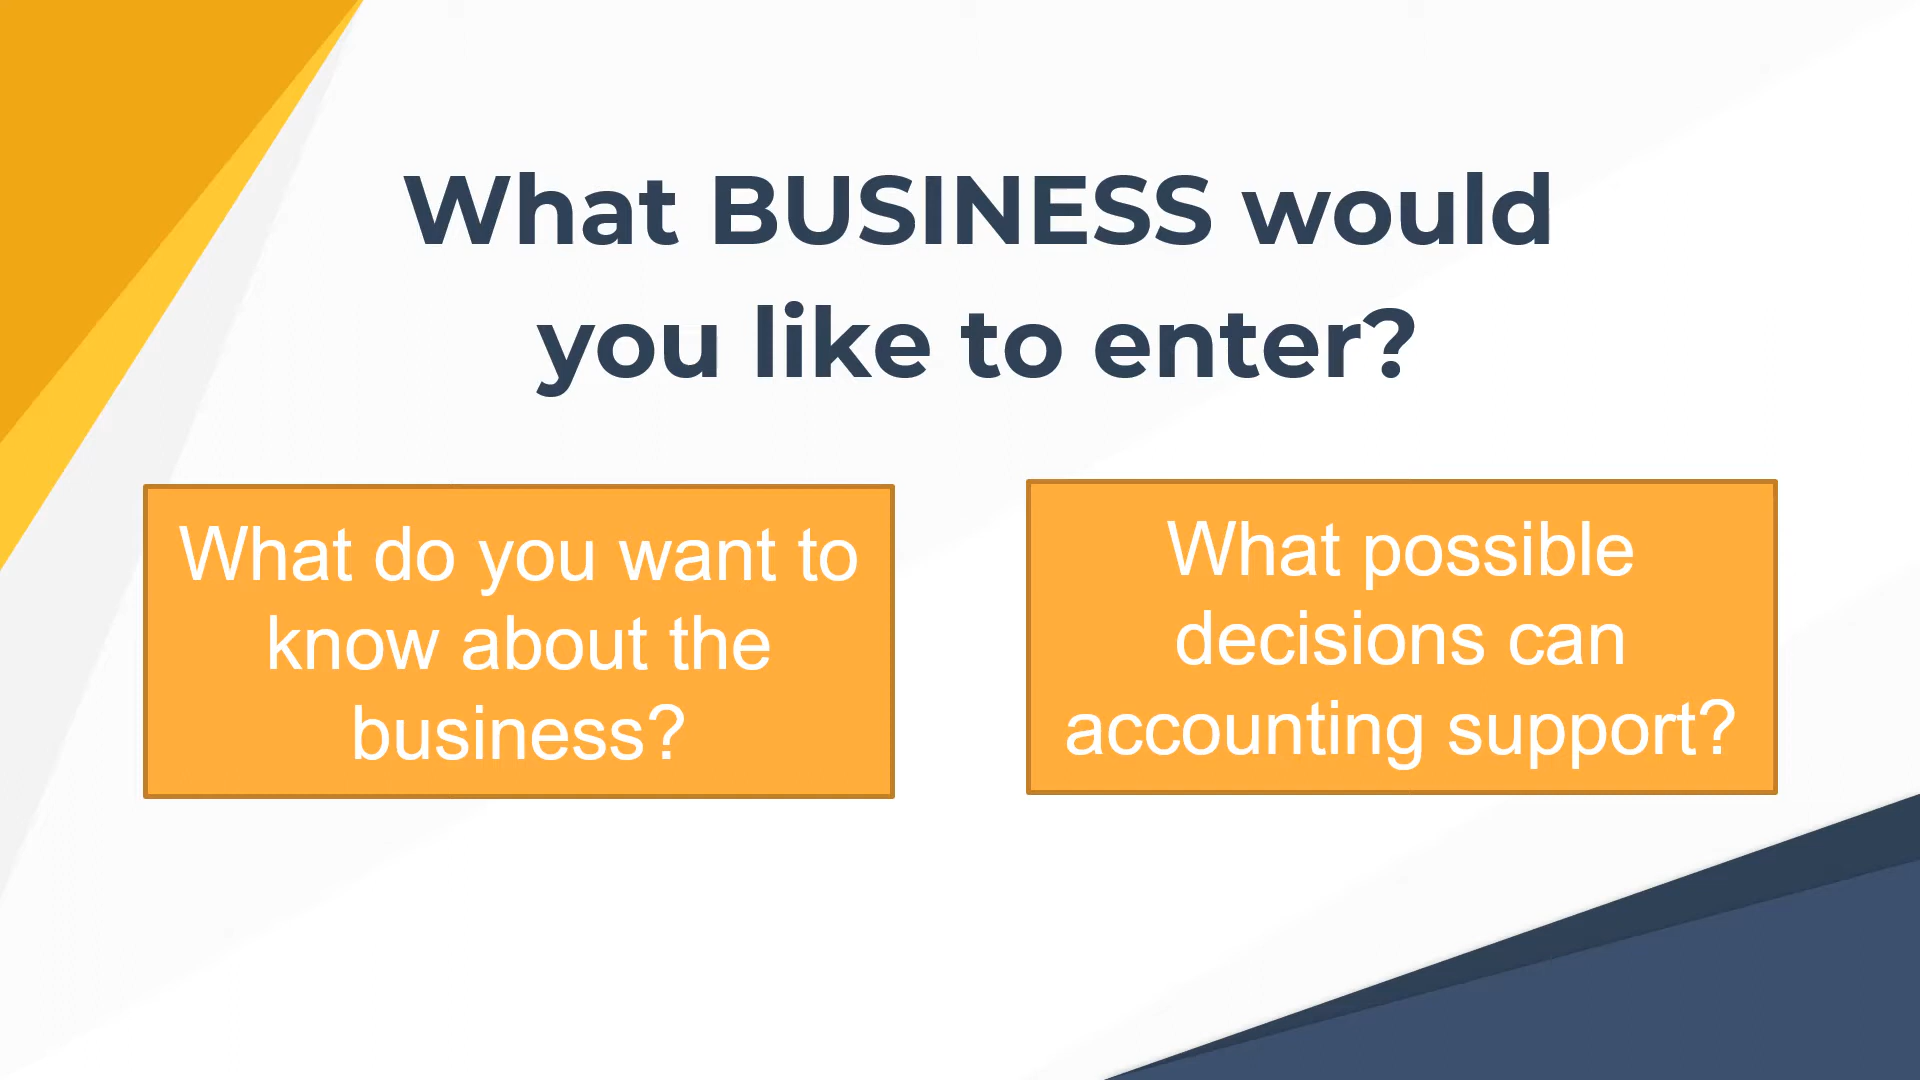 What BUSINESS would
you like to enter?
What do you want to
know about the
business?
What possible
decisions can
accounting support?